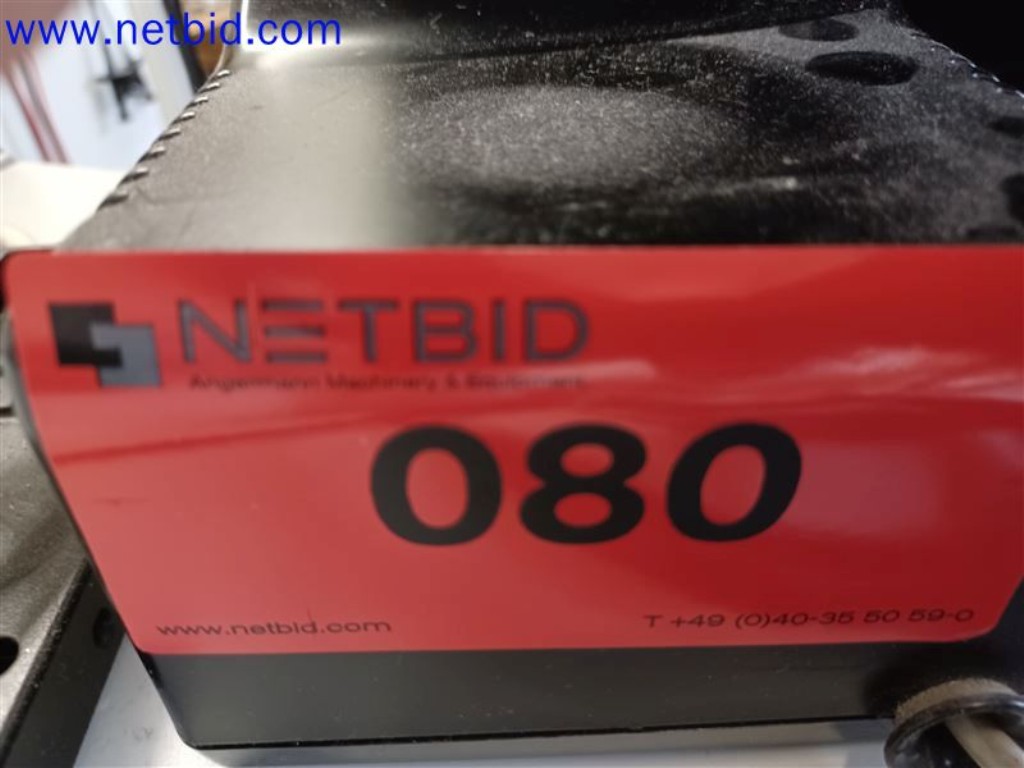 www.netbid.com
NETBID
Angermann Machinery & Equipment
080
www.netbid.com
T +49 (0)40-35 50 59-0